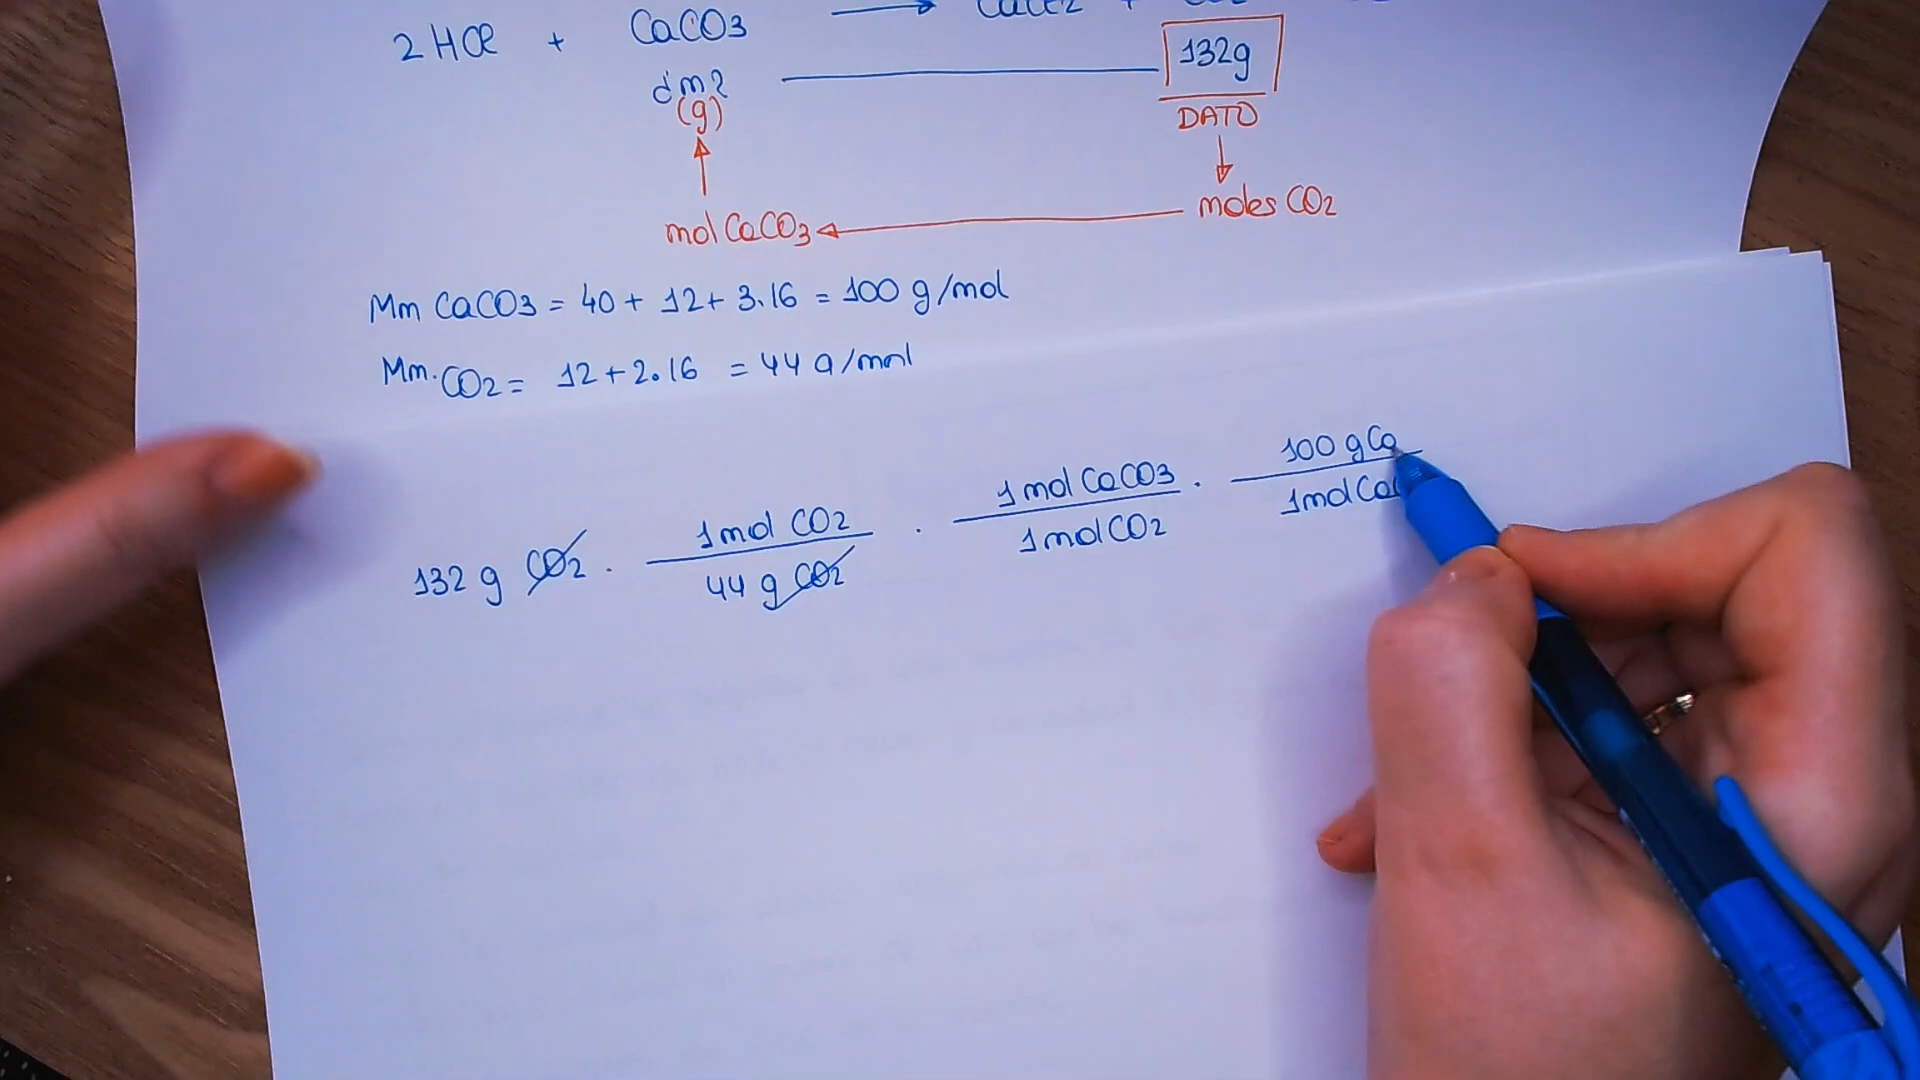 2HCl + CaCO3 → CaCl2 +
¿m? 132g
(g) DATO
mol CaCO3 moles CO2
Mm CaCO3 = 40 + 12 + 3.16 = 100 g/mol
Mm. CO2 = 12 + 2.16 = 44 g/mol
132 g CO2 . 1 mol CO2 . 1 mol CaCO3 . 100 g Ca
44 g CO2 1 mol CO2 1 mol Ca